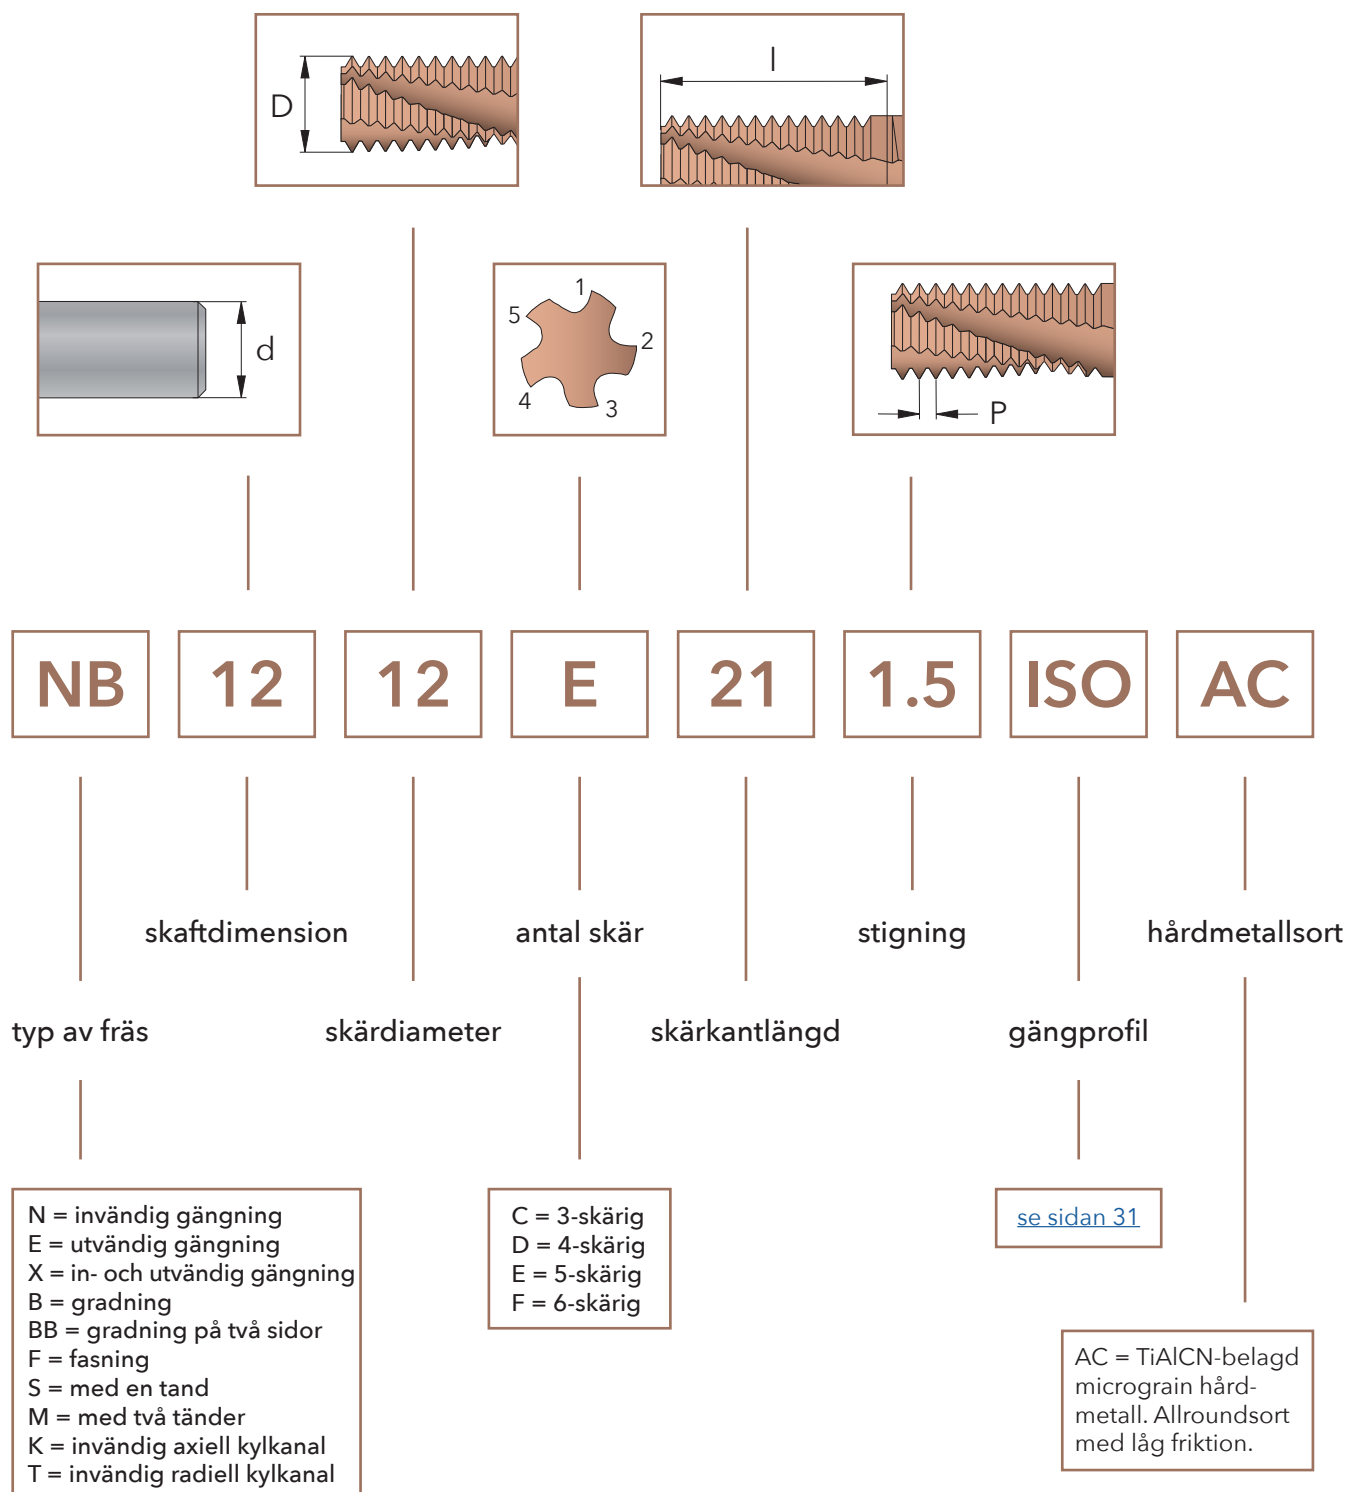 D
l
d
1
2
3
4
5
P
NB 12 12 E 21 1.5 ISO AC
skaftdimension
antal skär
stigning
hårdmetallsort
typ av fräs
skärdiameter
skärkantlängd
gängprofil
N = invändig gängning
E = utvändig gängning
X = in- och utvändig gängning
B = gradning
BB = gradning på två sidor
F = fasning
S = med en tand
M = med två tänder
K = invändig axiell kylkanal
T = invändig radiell kylkanal
C = 3-skärig
D = 4-skärig
E = 5-skärig
F = 6-skärig
se sidan 31
AC = TiAlCN-belagd
micrograin hård-
metall. Allroundsort
med låg friktion.